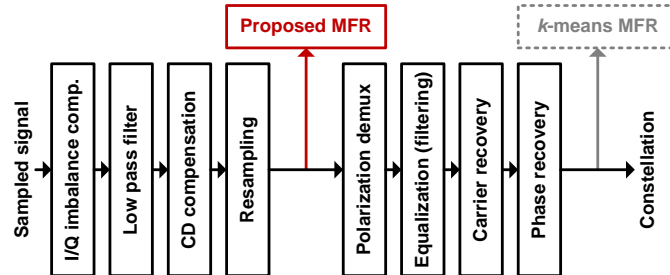 Proposed MFR
k-means MFR
Sampled signal
I/Q imbalance comp.
Low pass filter
CD compensation
Resampling
Polarization demux
Equalization (filtering)
Carrier recovery
Phase recovery
Constellation